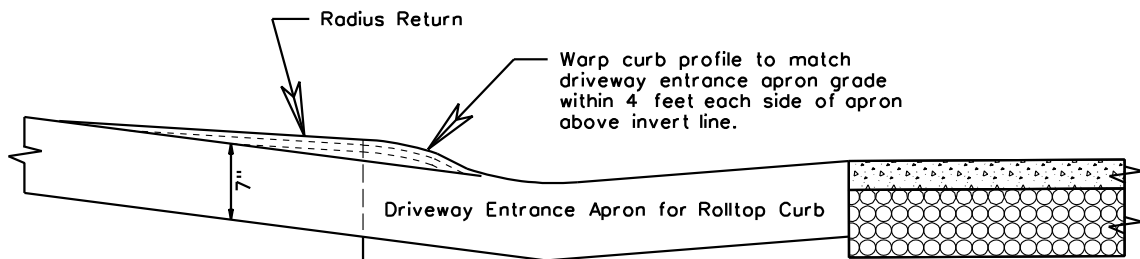 Radius Return
Warp curb profile to match
driveway entrance apron grade
within 4 feet each side of apron
above invert line.
7"
Driveway Entrance Apron for Rolltop Curb